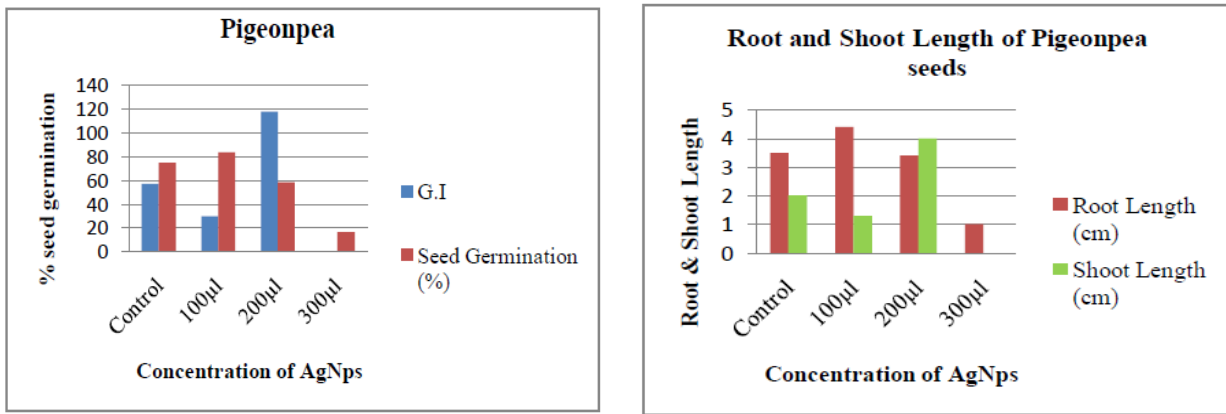 Pigeonpea
% seed germination
140
120
100
80
60
40
20
0
Control
100µl
200µl
300µl
Concentration of AgNps
G.I
Seed Germination
(%)
Root and Shoot Length of Pigeonpea
seeds
Root & Shoot Length
5
4
3
2
1
0
Control
100µl
200µl
300µl
Concentration of AgNps
Root Length
(cm)
Shoot Length
(cm)